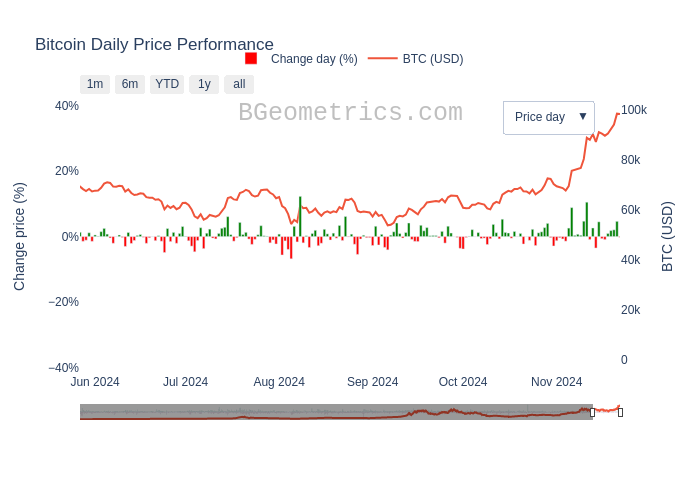 Bitcoin Daily Price Performance
Change day (%) BTC (USD)
1m 6m YTD 1y all
BGeometrics.com
Price day ▼
Change price (%)
40%
20%
0%
−20%
−40%
100k
80k
60k
40k
20k
0
BTC (USD)
Jun 2024 Jul 2024 Aug 2024 Sep 2024 Oct 2024 Nov 2024